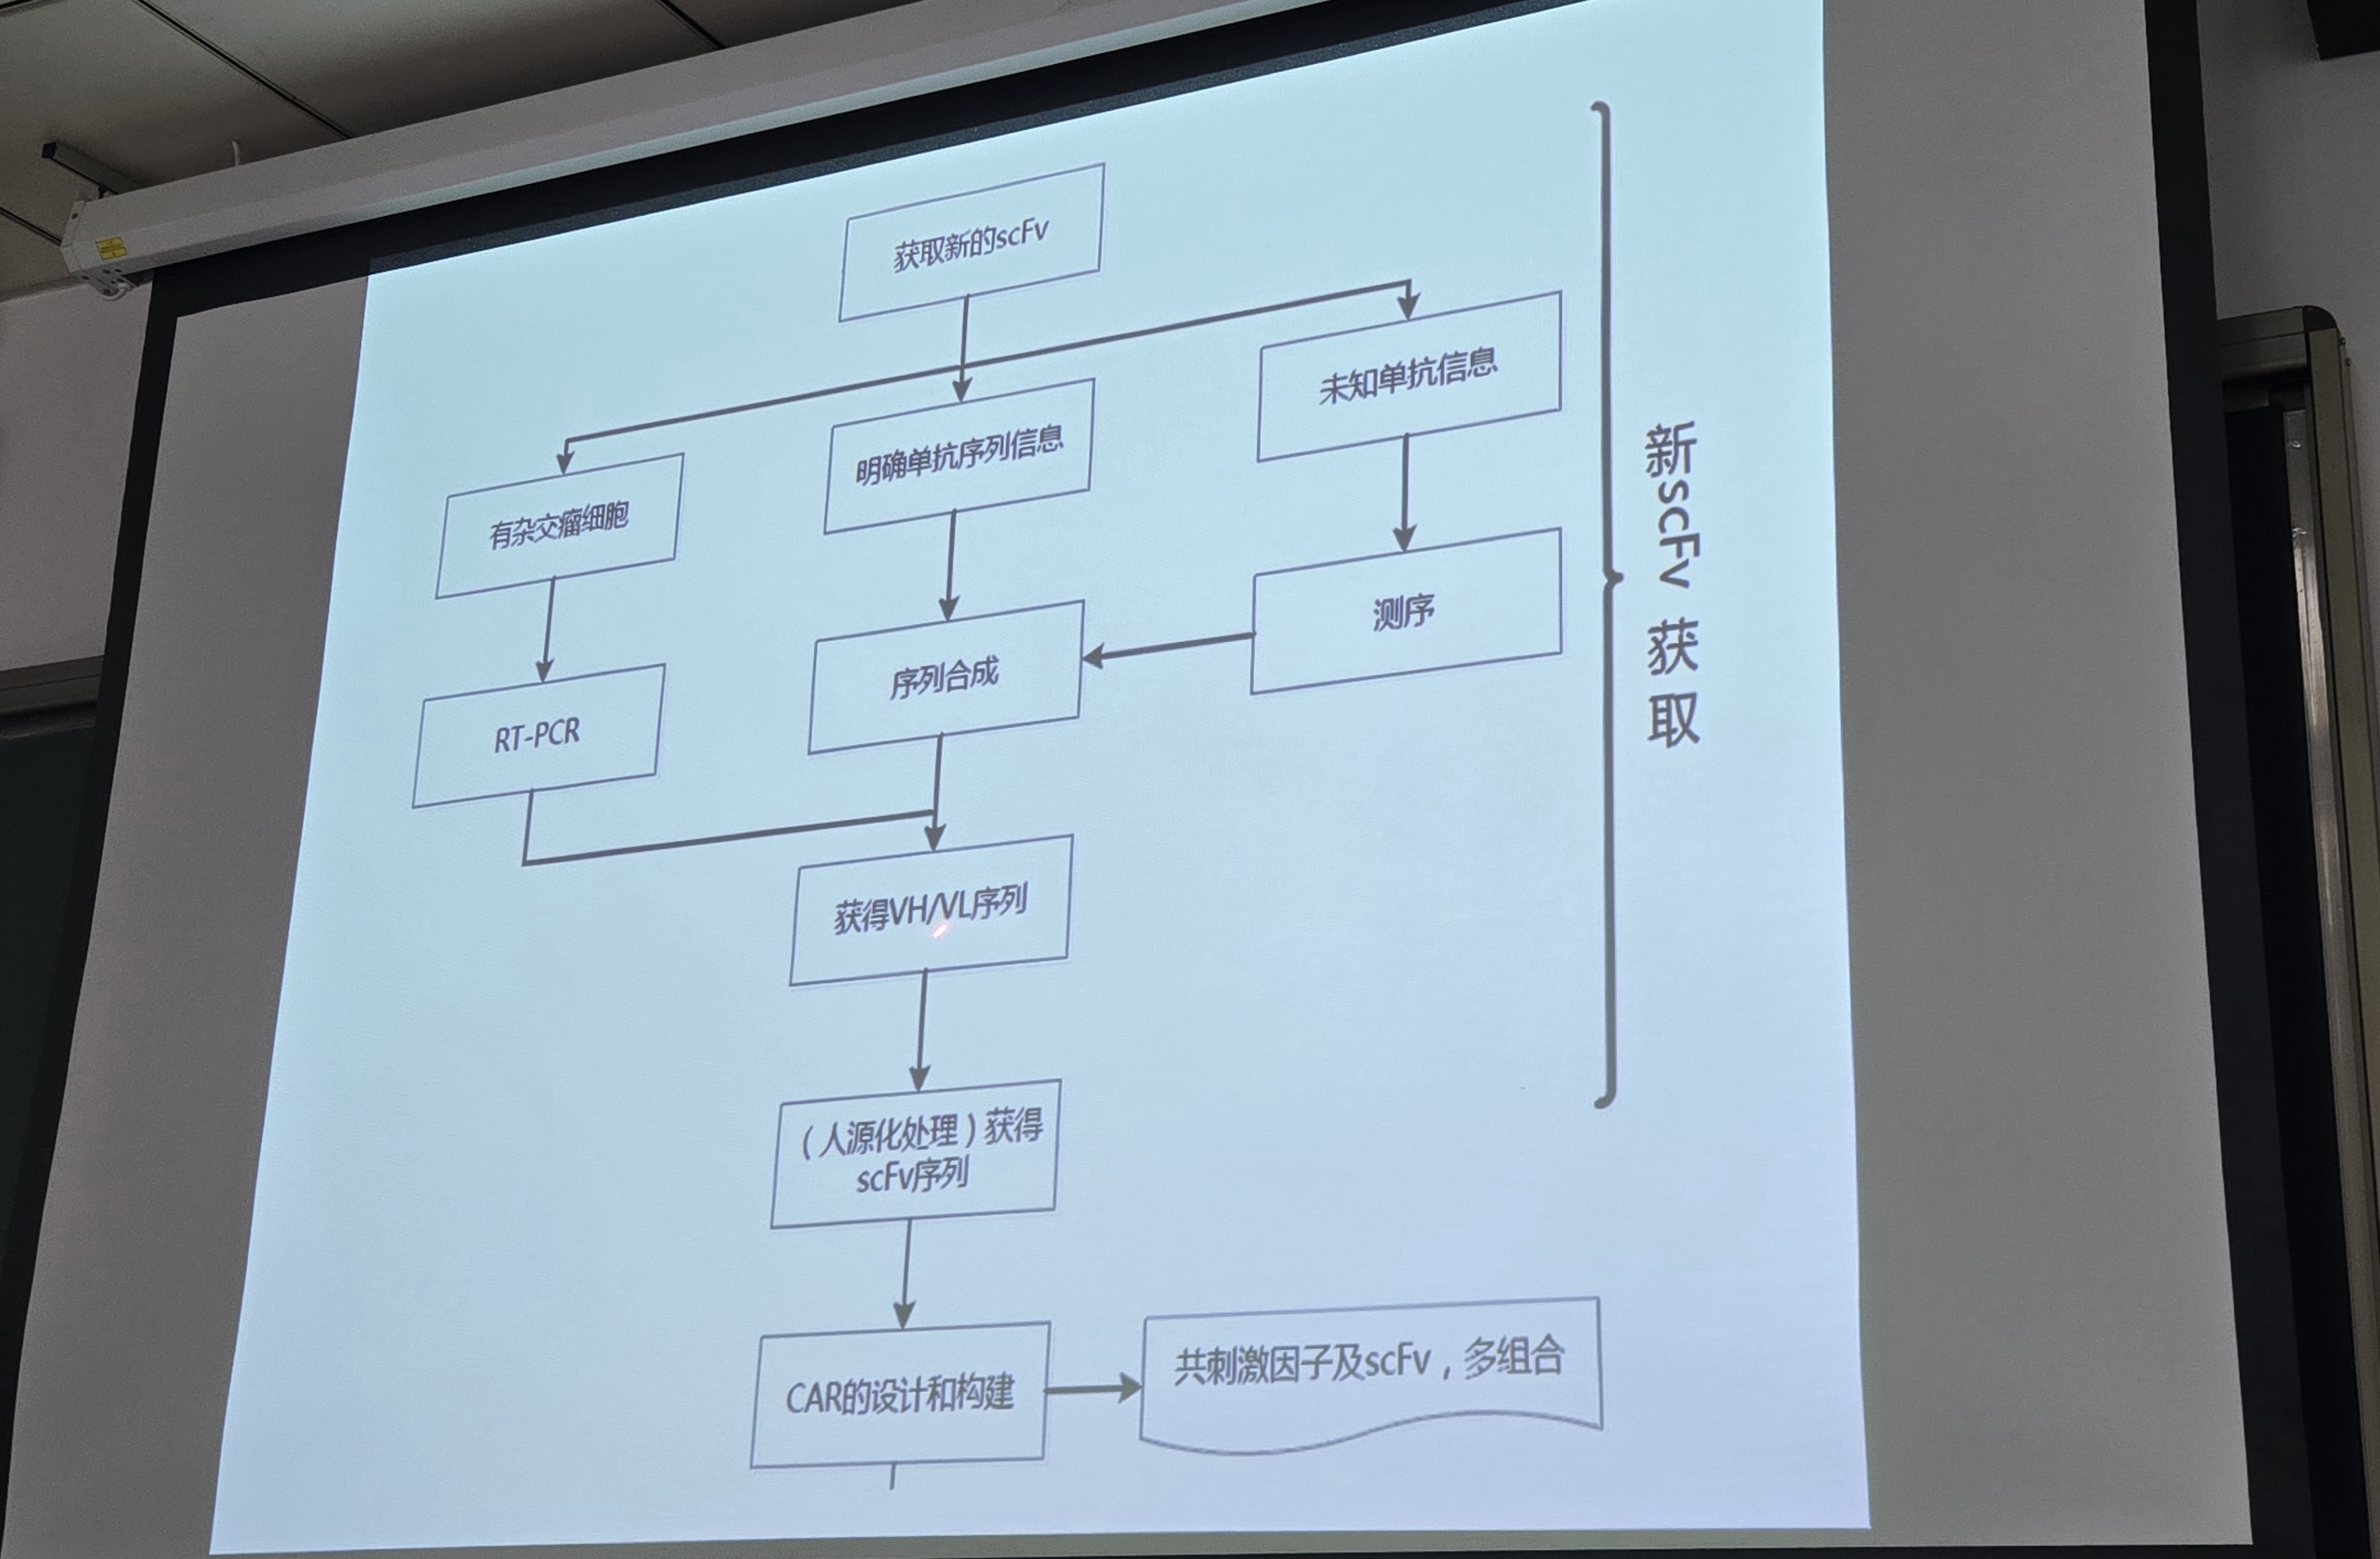 获取新的scFv
有杂交瘤细胞
明确单抗序列信息
未知单抗信息
RT-PCR
序列合成
测序
获得VH/VL序列
（人源化处理）获得
scFv序列
CAR的设计和构建
共刺激因子及scFv，多组合
新scFv 获取